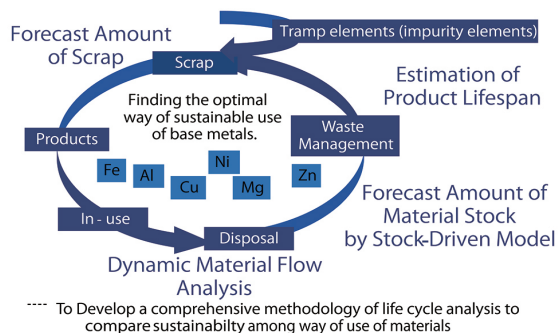 Forecast Amount
of Scrap
Tramp elements (impurity elements)
Scrap
Estimation of
Product Lifespan
Finding the optimal
way of sustainable use
of base metals.
Products
Waste
Management
Fe
Al
Cu
Ni
Mg
Zn
In - use
Disposal
Forecast Amount of
Material Stock
by Stock-Driven Model
Dynamic Material Flow
Analysis
---- To Develop a comprehensive methodology of life cycle analysis to
compare sustainabilty among way of use of materials